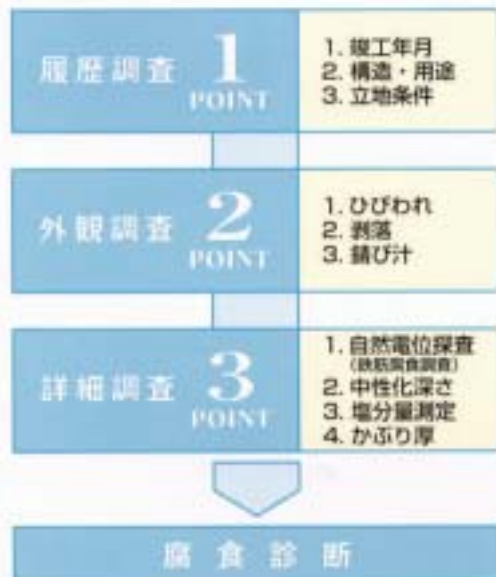 履歴調査 1
POINT
1. 竣工年月
2. 構造・用途
3. 立地条件
外観調査 2
POINT
1. ひびわれ
2. 剥落
3. 錆び汁
詳細調査 3
POINT
1. 自然電位探査
(鉄筋腐食調査)
2. 中性化深さ
3. 塩分量測定
4. かぶり厚
腐食診断